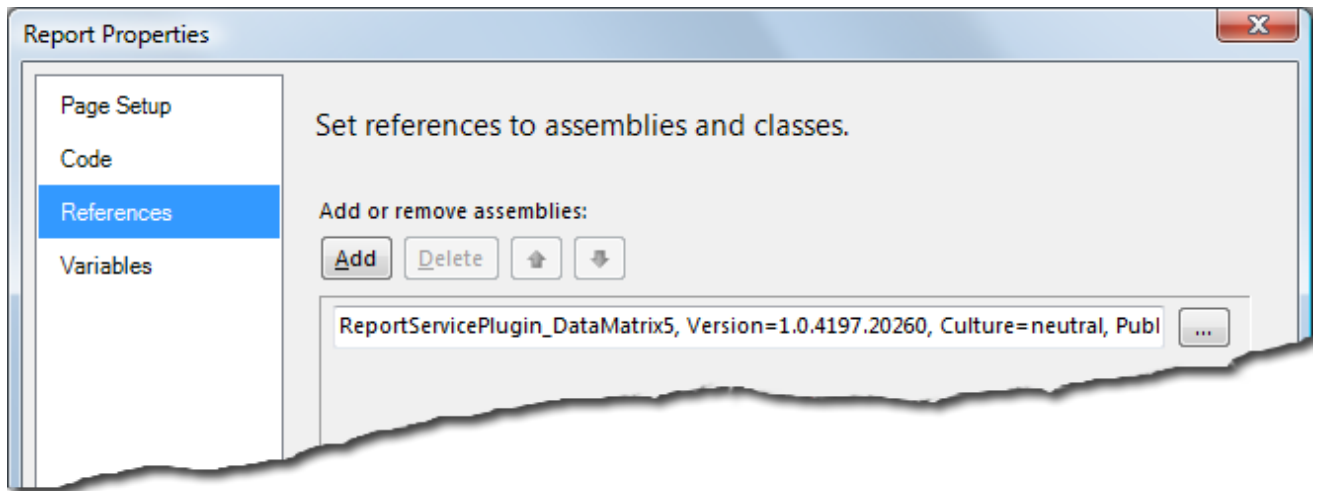 Report Properties
Page Setup
Code
References
Variables
Set references to assemblies and classes.
Add or remove assemblies:
Add Delete
ReportServicePlugin_DataMatrix5, Version=1.0.4197.20260, Culture=neutral, Publ
...